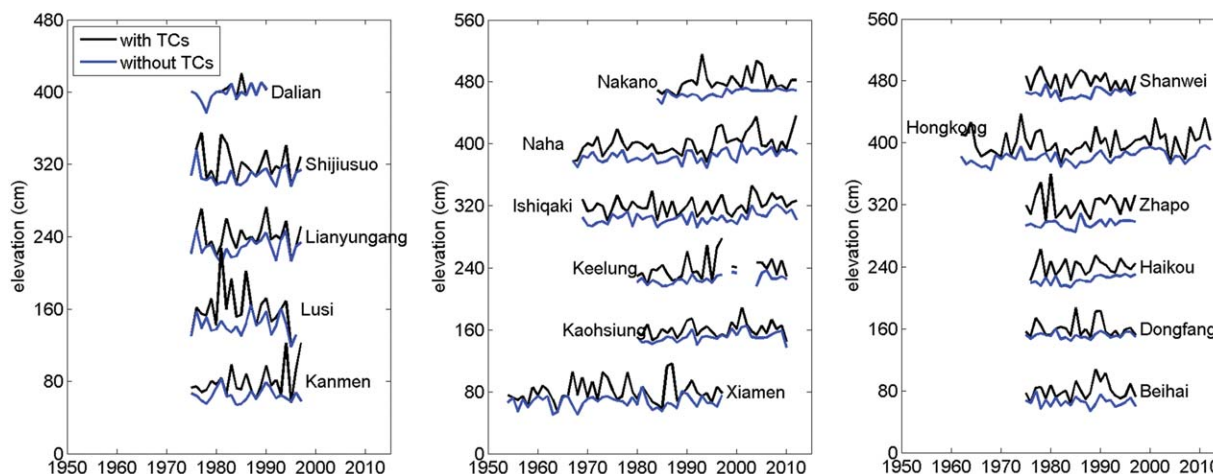 480
400
320
240
160
80
0
elevation (cm)
with TCs
without TCs
Dalian
Shijiusuo
Lianyungang
Lusi
Kanmen
1950 1960 1970 1980 1990 2000 2010
560
480
400
320
240
160
80
0
elevation (cm)
Nakano
Naha
Ishiqaki
Keelung
Kaohsiung
Xiamen
1950 1960 1970 1980 1990 2000 2010
560
480
400
320
240
160
80
0
elevation (cm)
Shanwei
Hongkong
Zhapo
Haikou
Dongfang
Beihai
1950 1960 1970 1980 1990 2000 2010